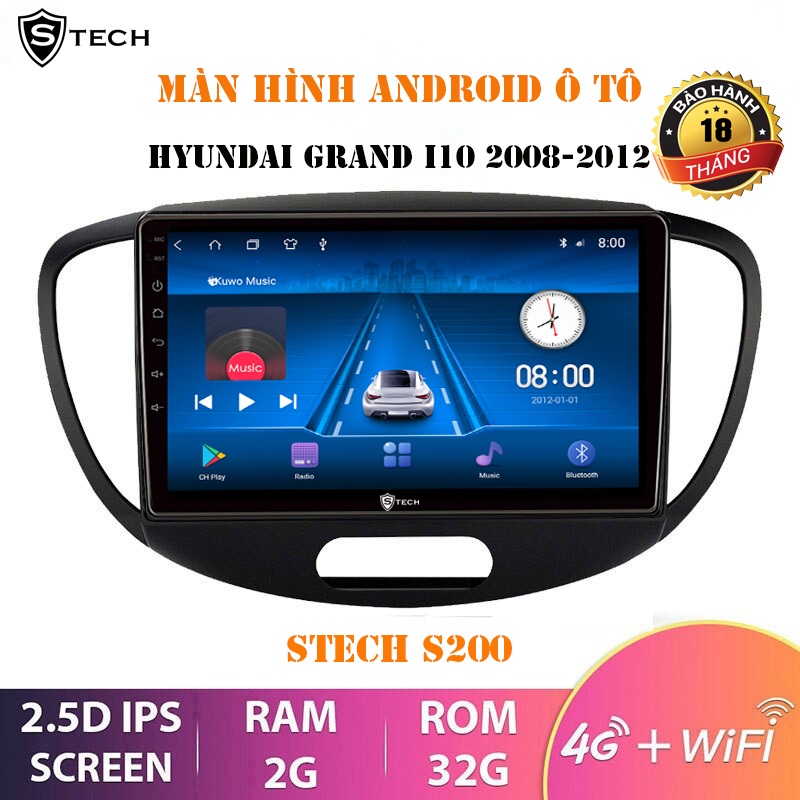 S TECH
MÀN HÌNH ANDROID Ô TÔ
HYUNDAI GRAND I10 2008-2012
BẢO HÀNH
18
THÁNG
MIC
RST
8:00
Kuwo Music
Music
08:00
2012-01-01
CH Play
Radio
Music
Bluetooth
S TECH
STECH S200
2.5D IPS
SCREEN
RAM
2G
ROM
32G
4G + WiFi